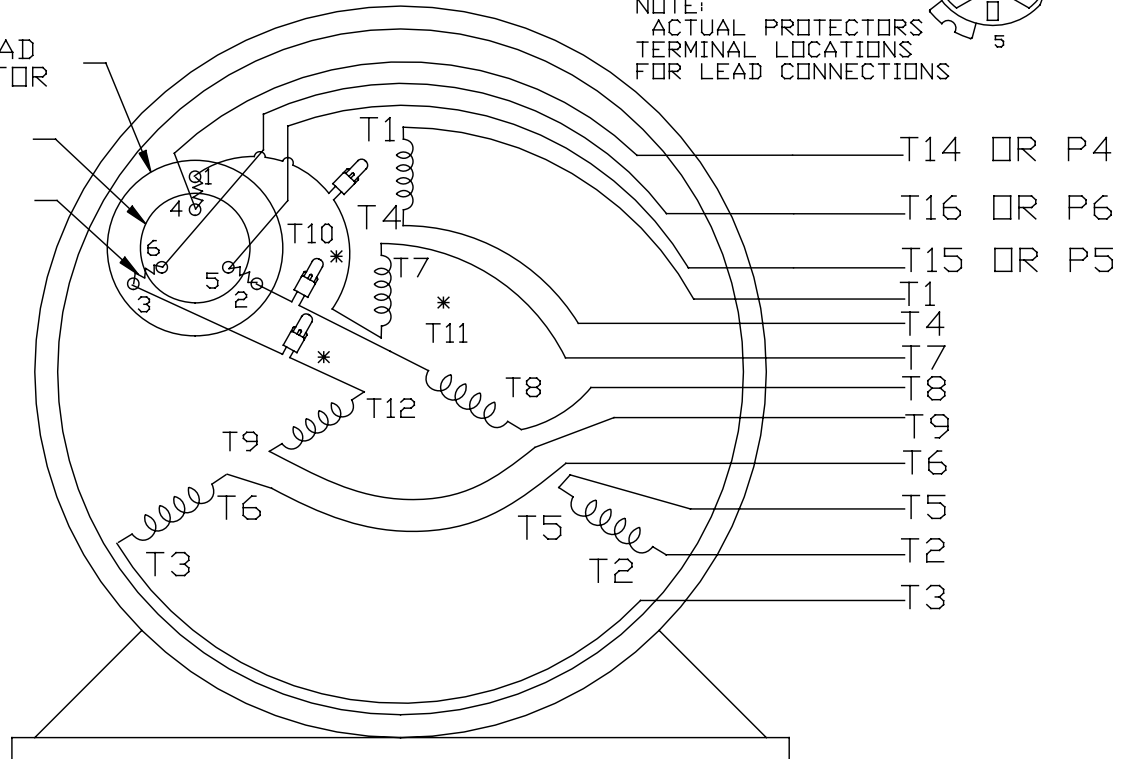 NOTE:
ACTUAL PROTECTORS
TERMINAL LOCATIONS
FOR LEAD CONNECTIONS
5
AD
TOR
T1
T14 OR P4
1
4
T4
T16 OR P6
T10
*
6
5
T7
T15 OR P5
3
2
*
T11
T1
T4
*
T7
T8
T8
T12
T9
T9
T6
T6
T5
T5
T3
T2
T2
T3